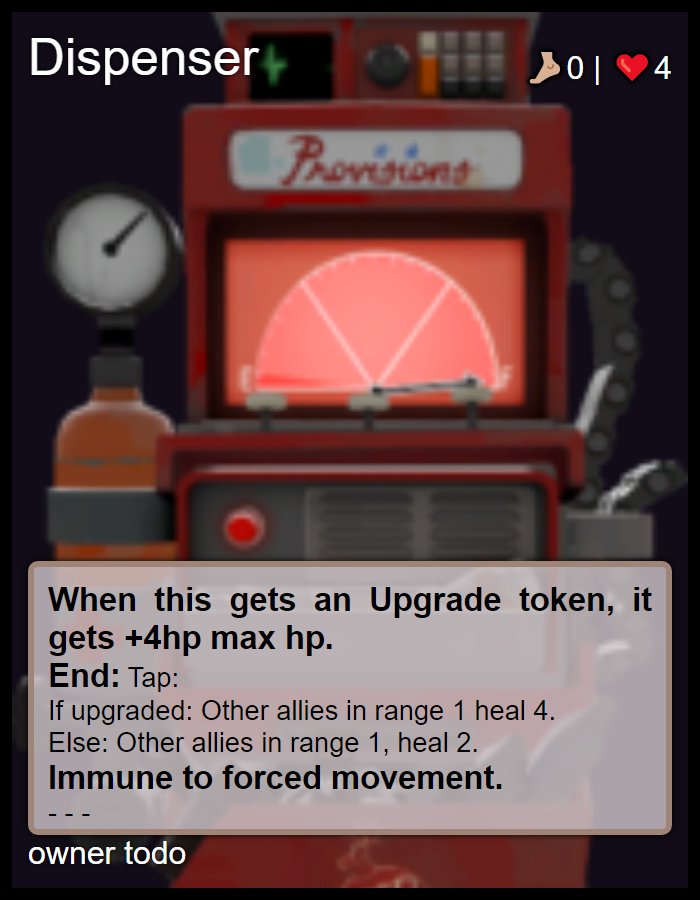 Dispenser
0 | 4
Provisions
When this gets an Upgrade token, it
gets +4hp max hp.
End: Tap:
If upgraded: Other allies in range 1 heal 4.
Else: Other allies in range 1, heal 2.
Immune to forced movement.
- - -
owner todo